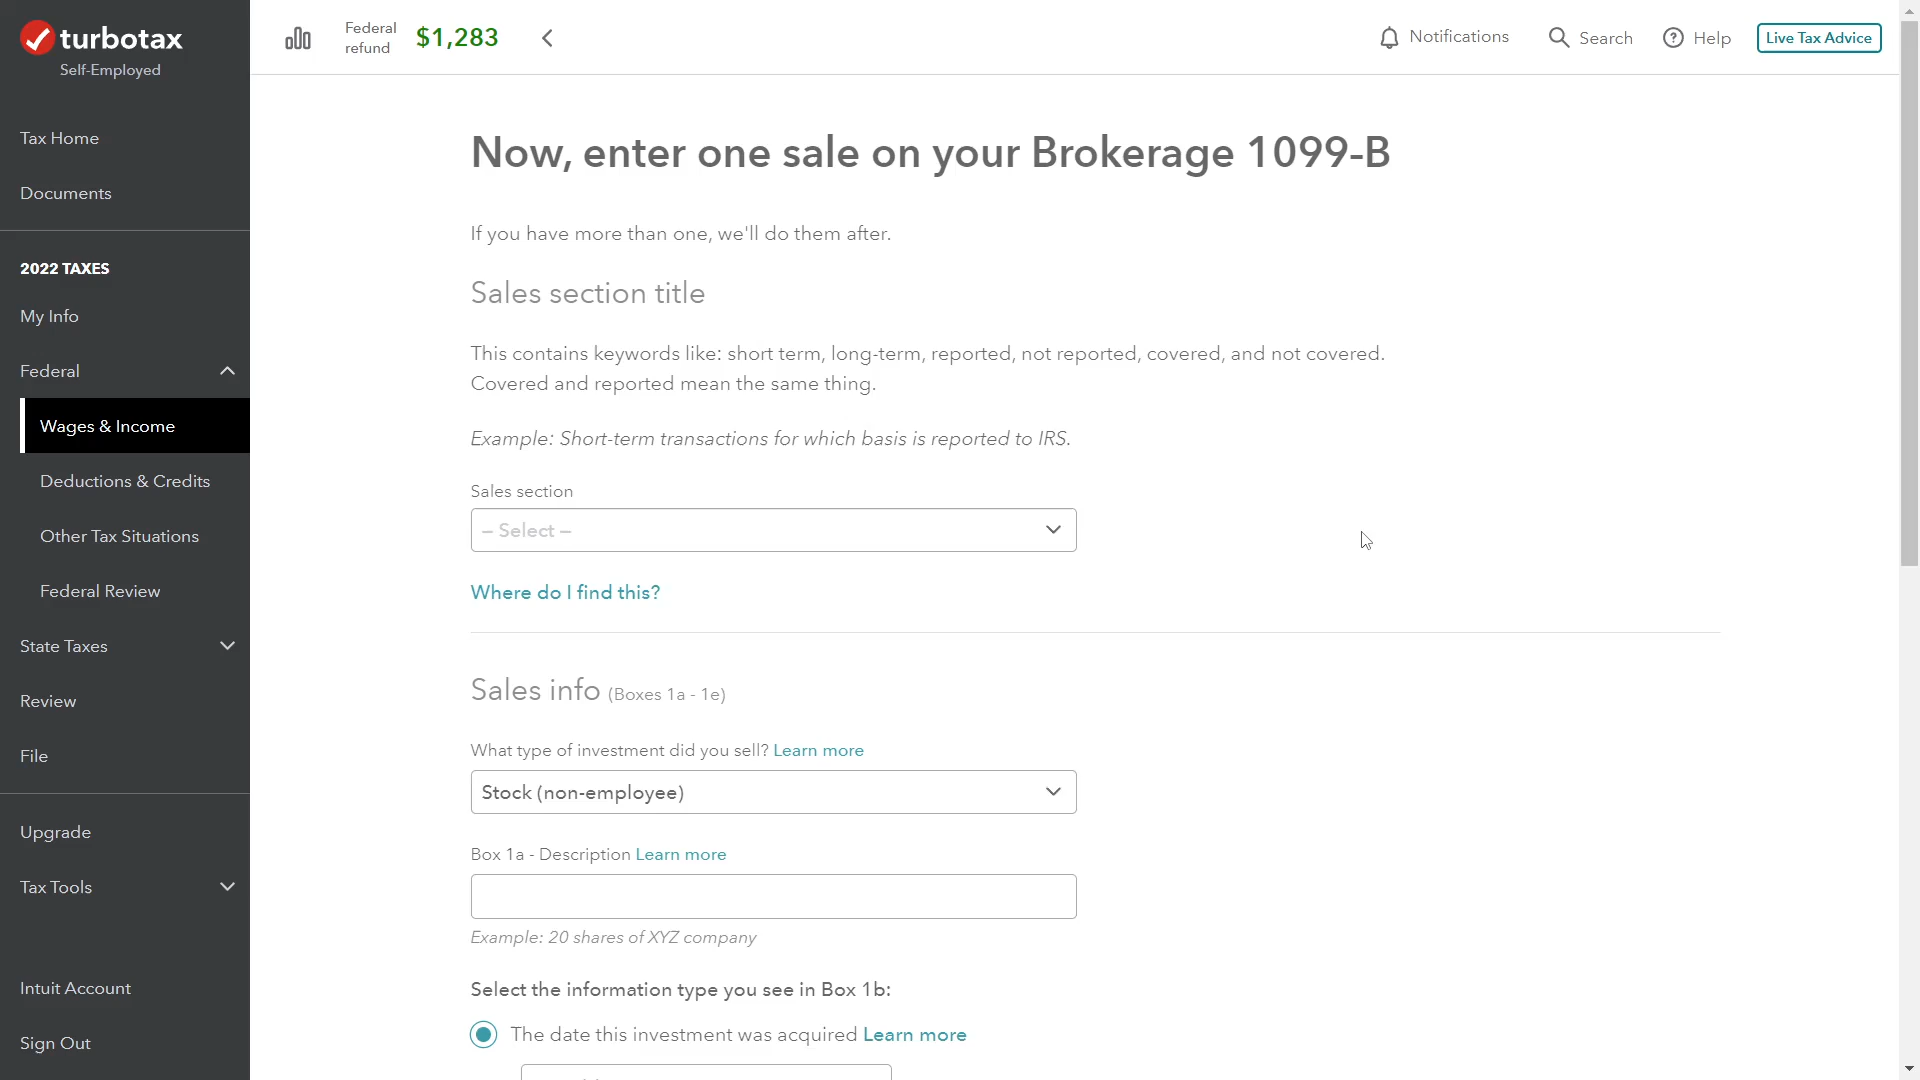 turbotax
Self-Employed
Tax Home
Documents
2022 TAXES
My Info
Federal
Wages & Income
Deductions & Credits
Other Tax Situations
Federal Review
State Taxes
Review
File
Upgrade
Tax Tools
Intuit Account
Sign Out
Federal
refund
$1,283
Notifications
Search
Help
Live Tax Advice
Now, enter one sale on your Brokerage 1099-B
If you have more than one, we'll do them after.
Sales section title
This contains keywords like: short term, long-term, reported, not reported, covered, and not covered.
Covered and reported mean the same thing.
Example: Short-term transactions for which basis is reported to IRS.
Sales section
– Select –
Where do I find this?
Sales info (Boxes 1a - 1e)
What type of investment did you sell? Learn more
Stock (non-employee)
Box 1a - Description Learn more
Example: 20 shares of XYZ company
Select the information type you see in Box 1b:
The date this investment was acquired Learn more